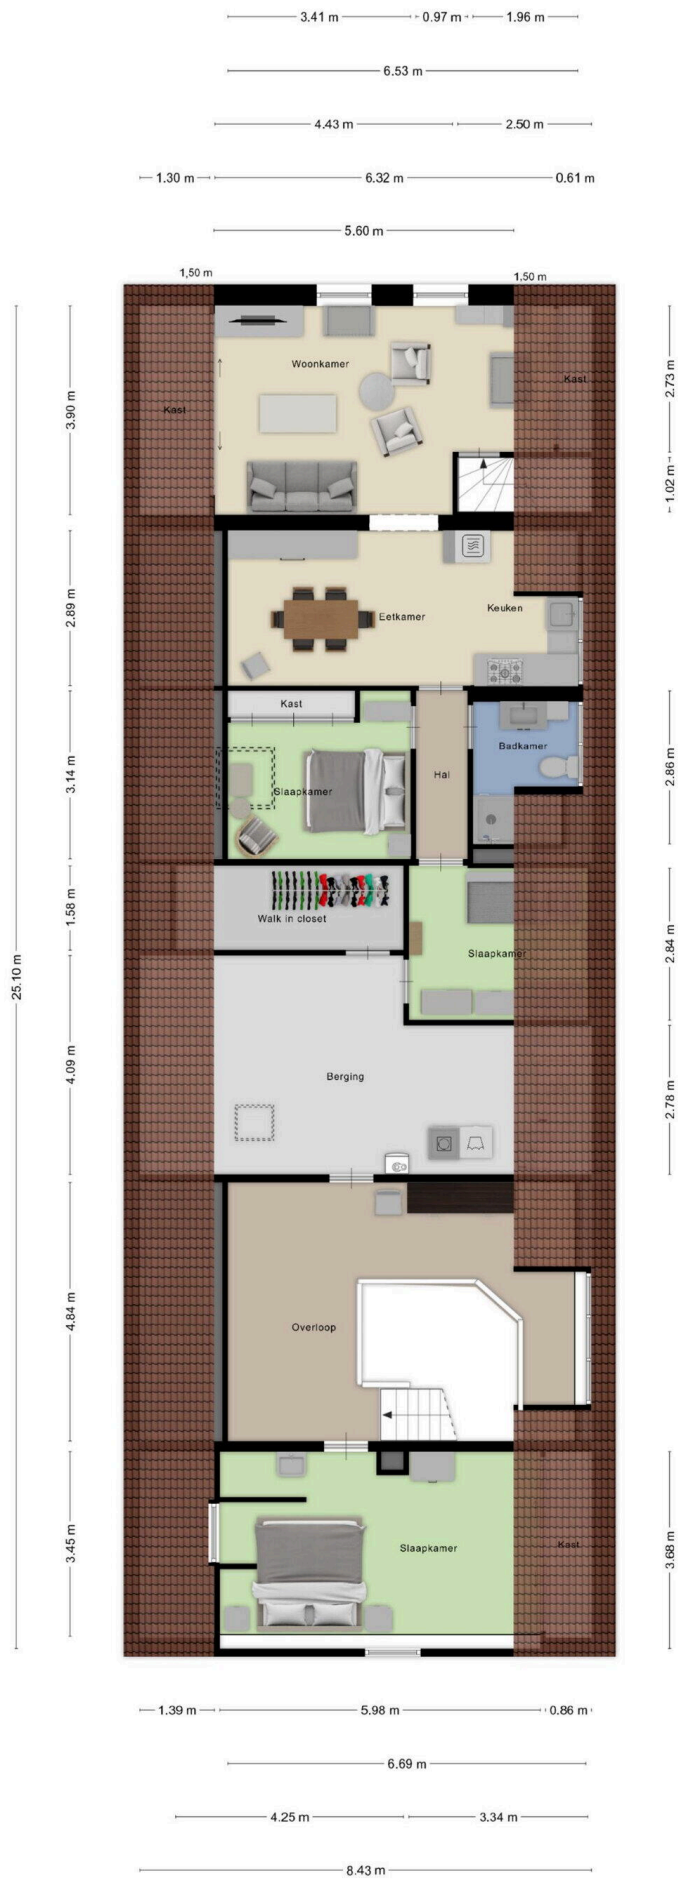 3.41 m 0.97 m 1.96 m
6.53 m
4.43 m 2.50 m
1.30 m 6.32 m 0.61 m
5.60 m
1,50 m 1,50 m
Woonkamer
Kast
Kast
3.90 m
2.73 m
1.02 m
2.89 m
Keuken
Eetkamer
Kast
Badkamer
Hal
Slaapkamer
3.14 m
2.86 m
Walk in closet
1.58 m
Slaapkamer
2.84 m
25.10 m
Berging
4.09 m
2.78 m
Overloop
4.84 m
Slaapkamer
Kast
3.45 m
3.68 m
1.39 m 5.98 m 0.86 m
6.69 m
4.25 m 3.34 m
8.43 m